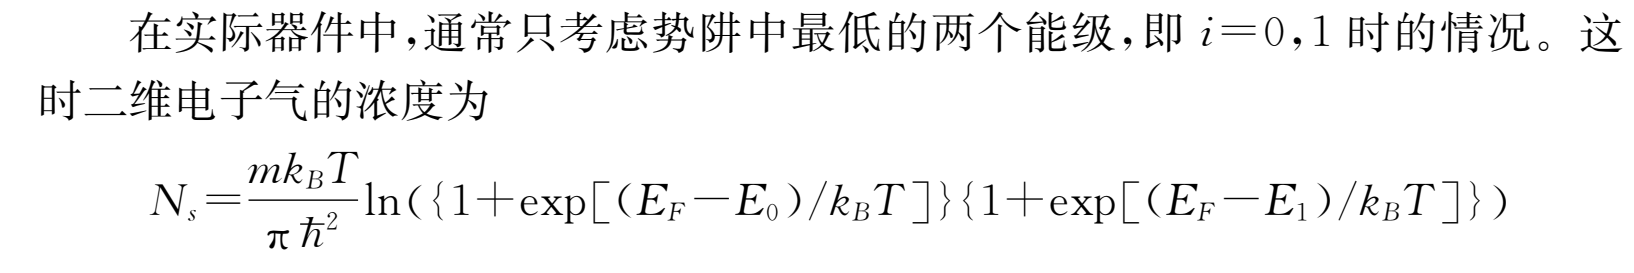 在实际器件中,通常只考虑势阱中最低的两个能级,即 i=0,1 时的情况。这
时二维电子气的浓度为
N_s=\frac{mk_BT}{πℏ^2}ln({1+exp[(E_F-E_0)/k_BT]}{1+exp[(E_F-E_1)/k_BT]})